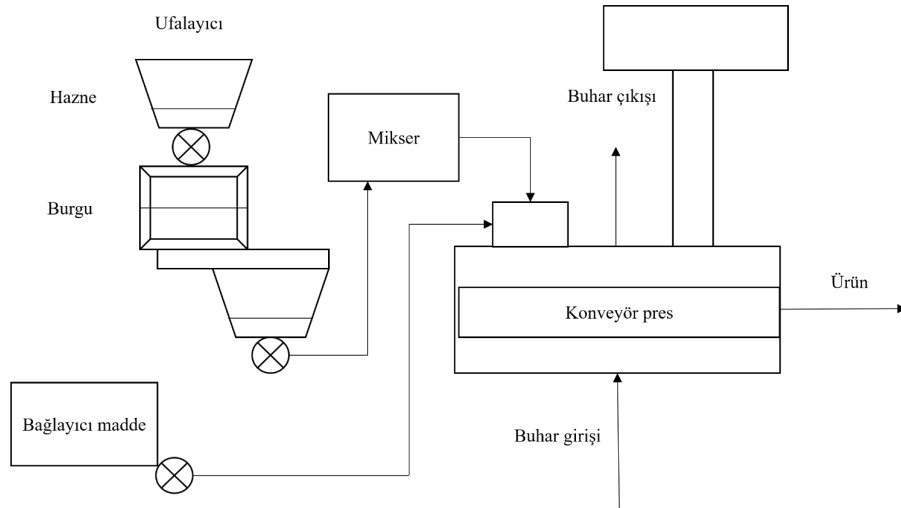 Ufalayıcı
Hazne
Buhar çıkışı
Mikser
Burgu
Ürün
Konveyör pres
Bağlayıcı madde
Buhar girişi